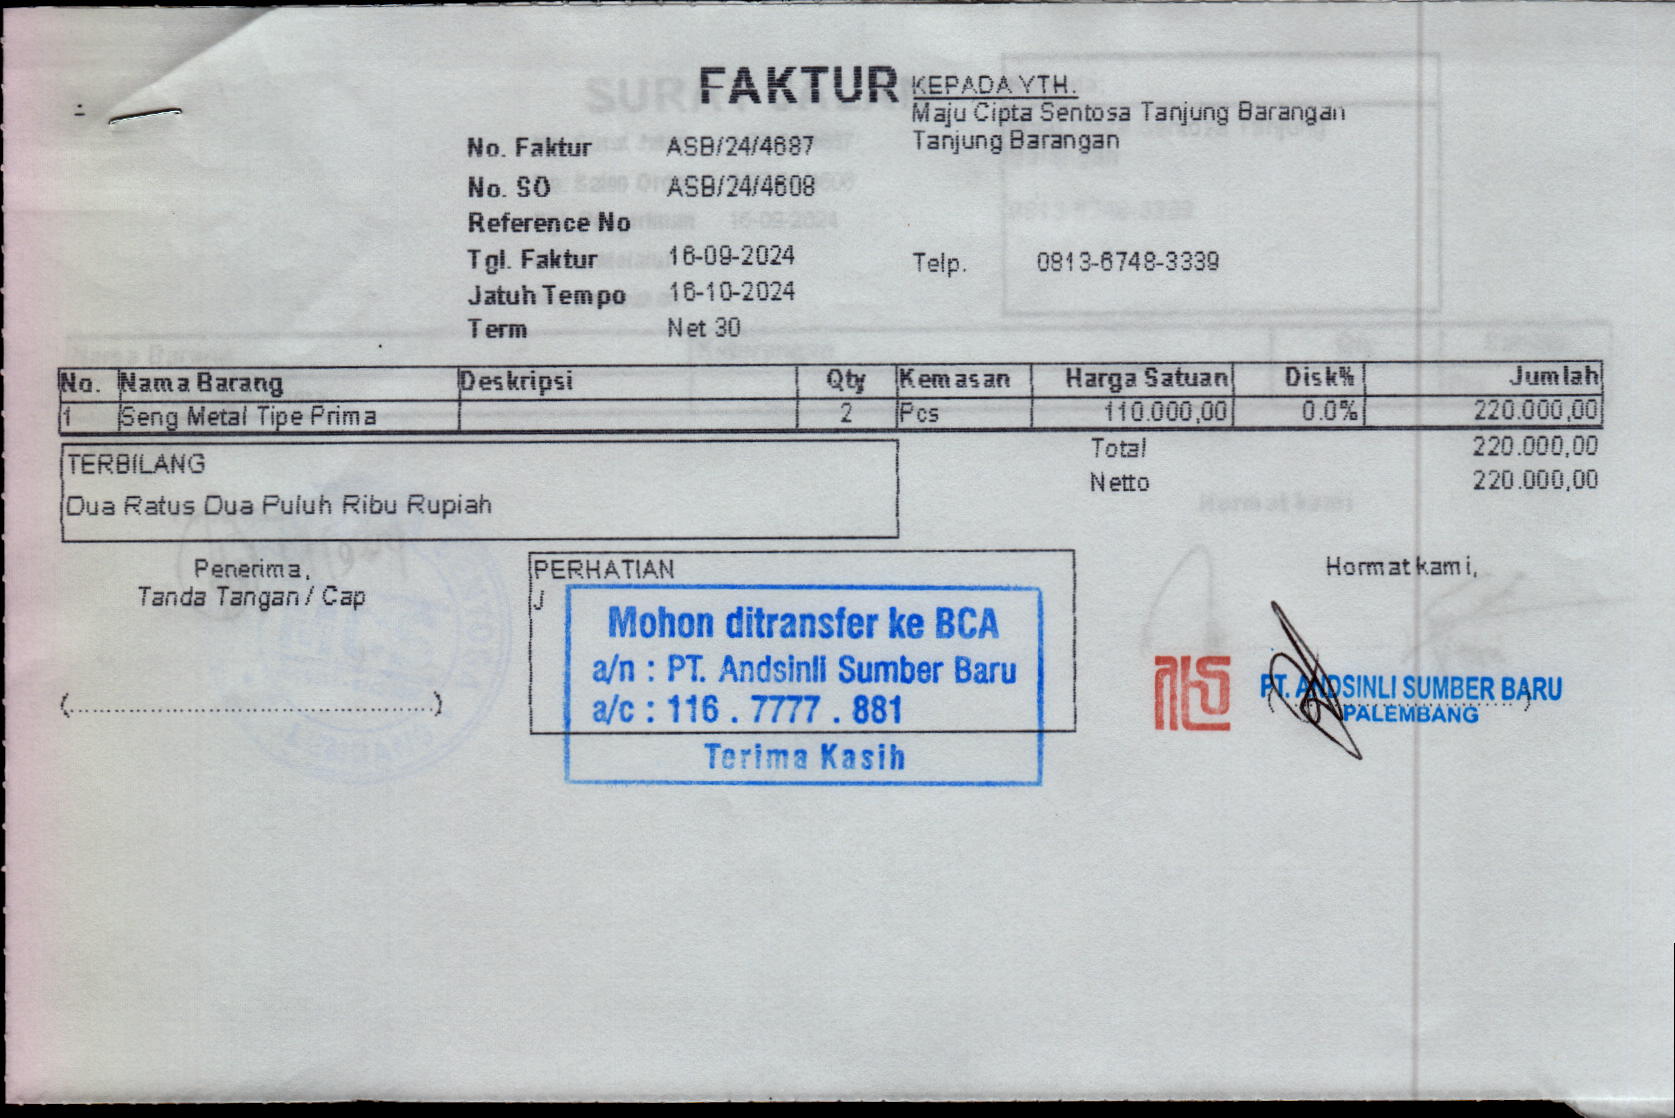 FAKTUR
KEPADA YTH.
Maju Cipta Sentosa Tanjung Barangan
Tanjung Barangan
No. Faktur ASB/24/4687
No. SO ASB/24/4608
Reference No
Tgl. Faktur 16-09-2024
Telp. 0813-6748-3339
Jatuh Tempo 16-10-2024
Term Net 30
No. Nama Barang Deskripsi Qty Kemasan Harga Satuan Disk% Jumlah
1 Seng Metal Tipe Prima 2 Pcs 110.000,00 0.0% 220.000,00
Total 220.000,00
Netto 220.000,00
TERBILANG
Dua Ratus Dua Puluh Ribu Rupiah
Penerima,
Tanda Tangan / Cap
PERHATIAN
J
Mohon ditransfer ke BCA
a/n : PT. Andsinli Sumber Baru
a/c : 116 . 7777 . 881
Terima Kasih
Hormat kami,
PT. ANDSINLI SUMBER BARU
PALEMBANG
(..................................................)